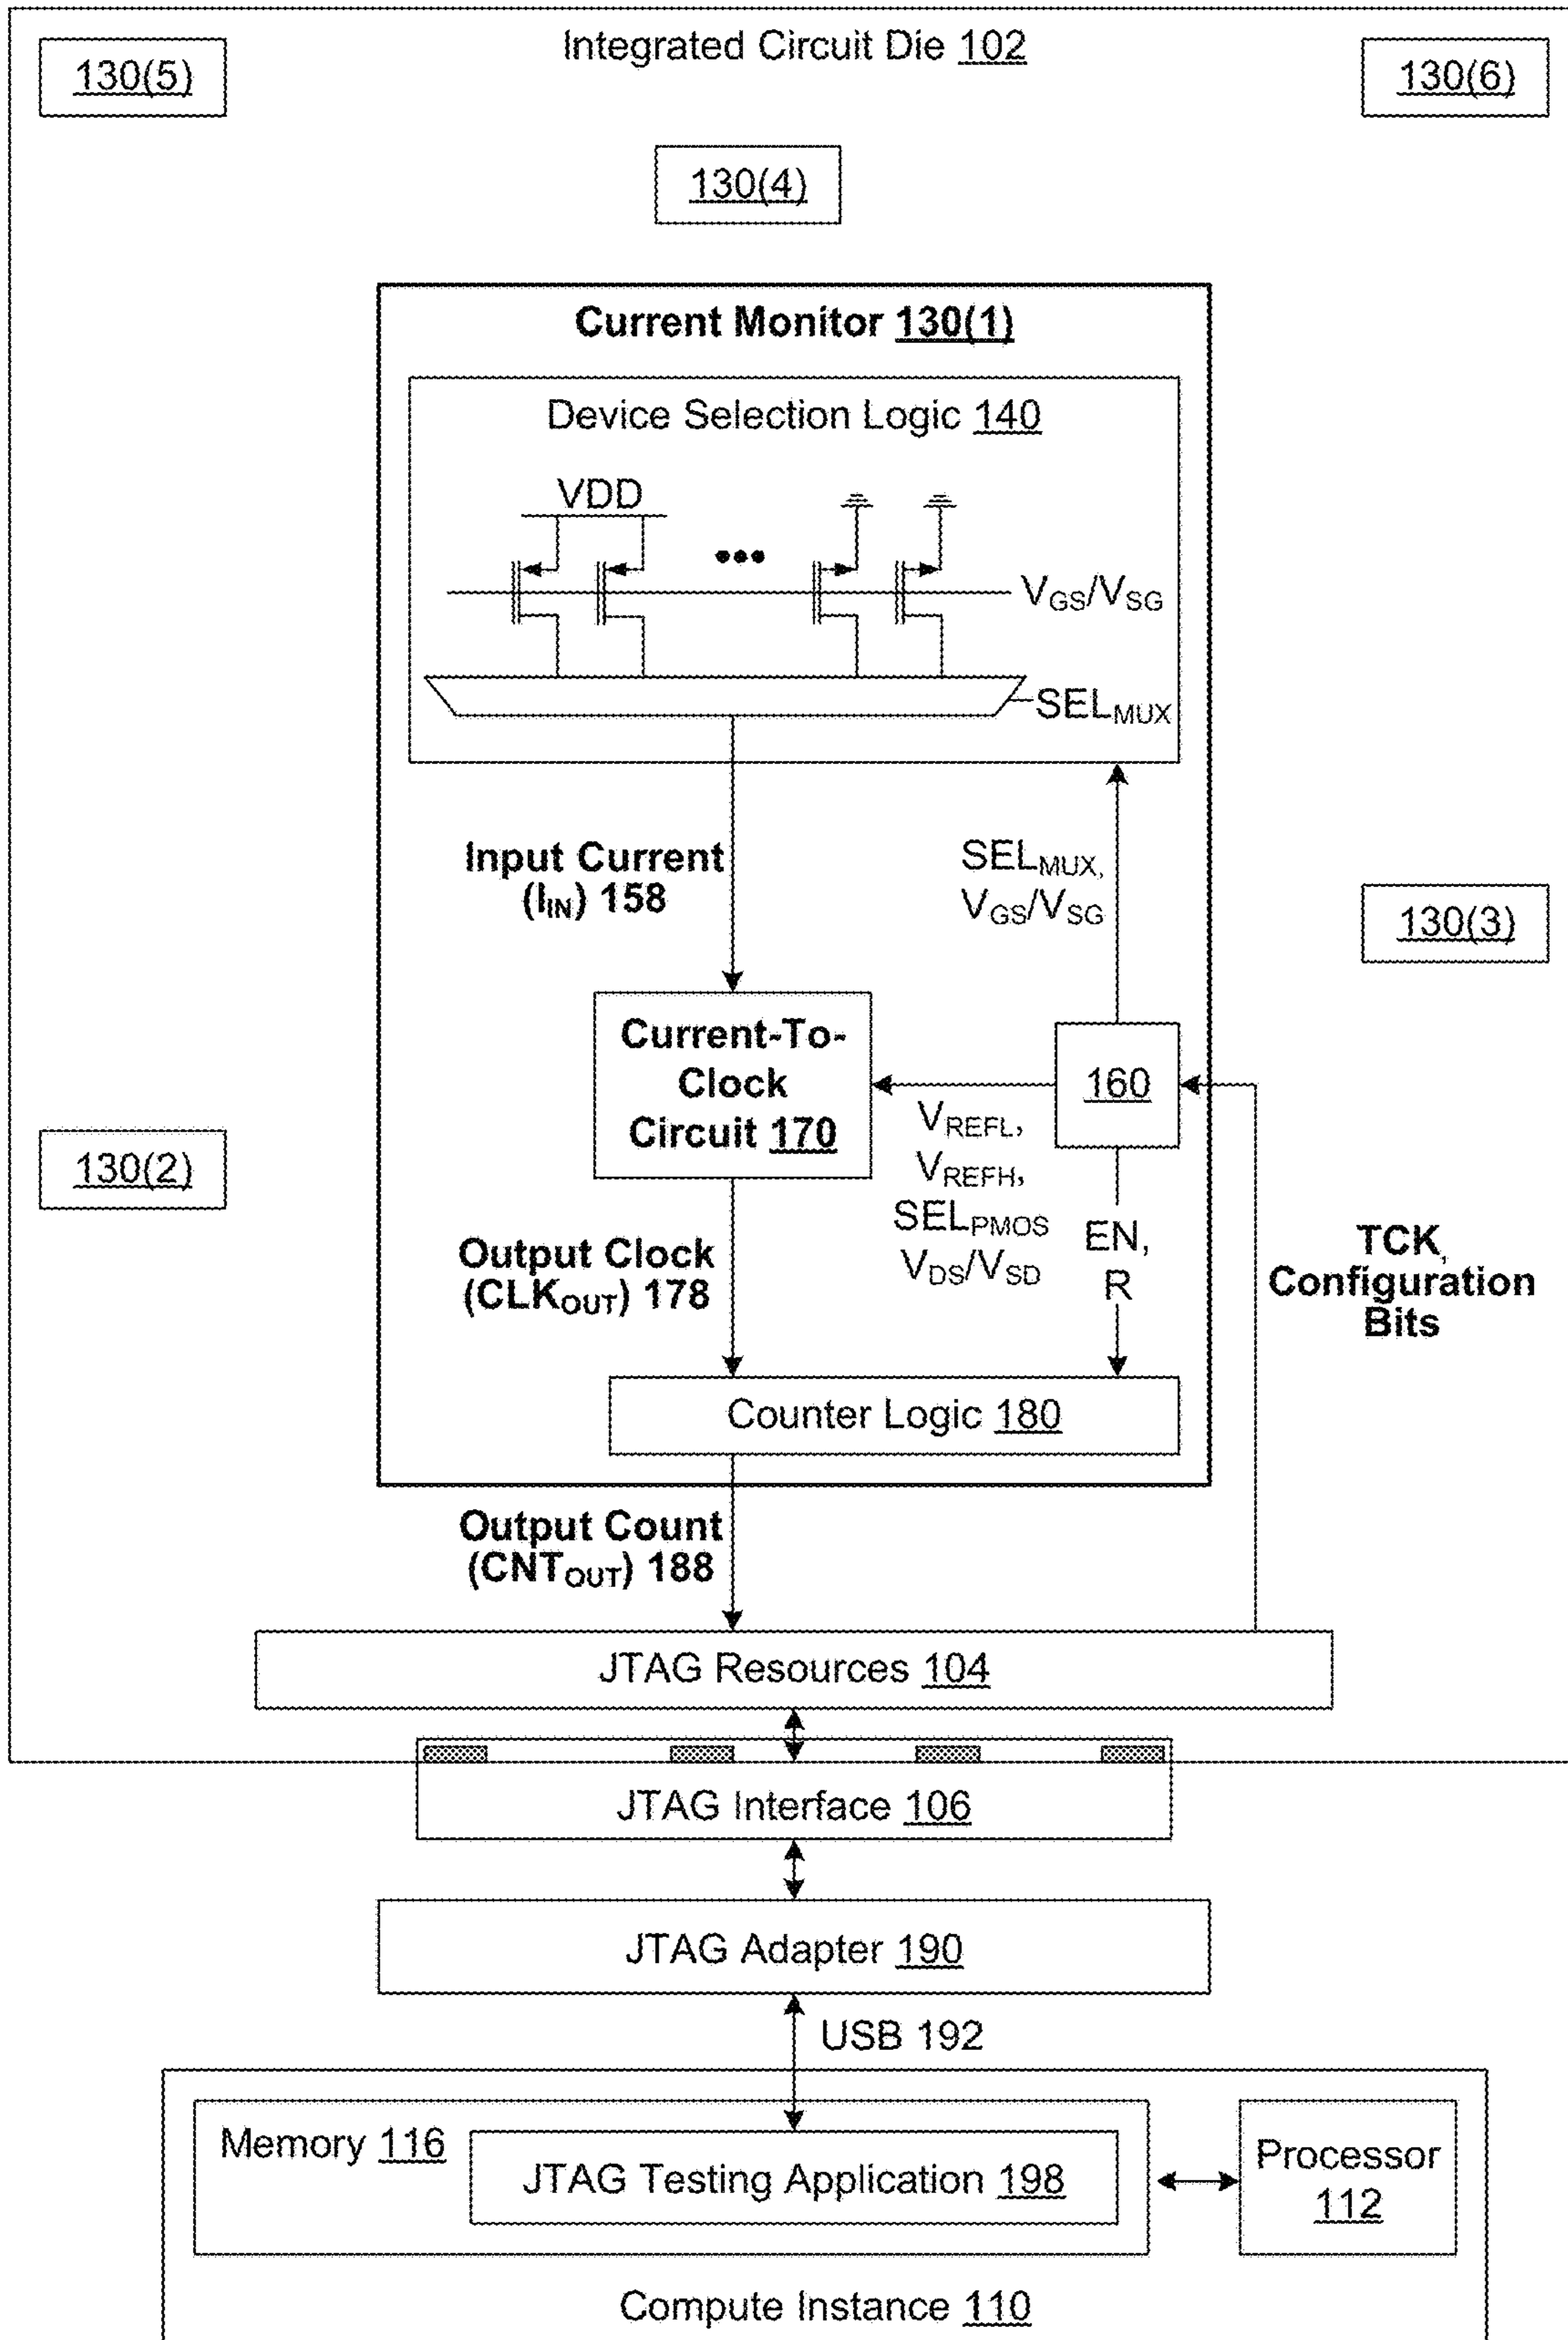 Integrated Circuit Die 102
130(5)
130(6)
130(4)
Current Monitor 130(1)
Device Selection Logic 140
VDD
•••
VGS/VSG
SELMUX
Input Current
(IIN) 158
SELMUX,
VGS/VSG
130(3)
Current-To-
Clock
Circuit 170
160
VREFL,
VREFH,
SELPMOS
VDS/VSD
EN,
R
130(2)
Output Clock
(CLKOUT) 178
TCK,
Configuration
Bits
Counter Logic 180
Output Count
(CNTOUT) 188
JTAG Resources 104
JTAG Interface 106
JTAG Adapter 190
USB 192
Memory 116
JTAG Testing Application 198
Processor
112
Compute Instance 110